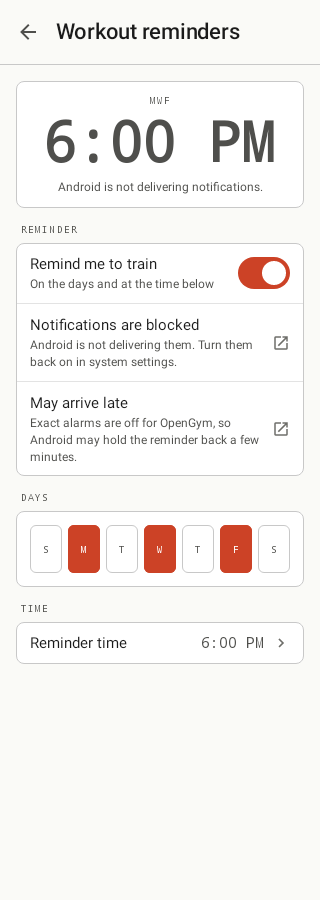 Workout reminders
MWF
6:00 PM
Android is not delivering notifications.
REMINDER
Remind me to train
On the days and at the time below
Notifications are blocked
Android is not delivering them. Turn them
back on in system settings.
May arrive late
Exact alarms are off for OpenGym, so
Android may hold the reminder back a few
minutes.
DAYS
S M T W T F S
TIME
Reminder time 6:00 PM